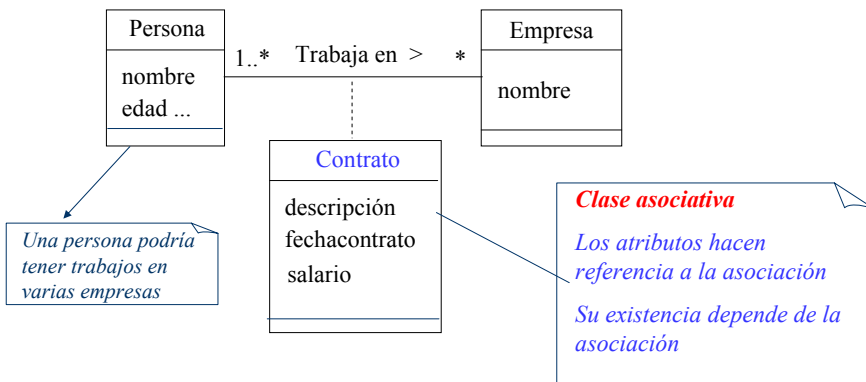 Persona
nombre
edad ...
1..* Trabaja en > *
Empresa
nombre
Contrato
descripción
fechacontrato
salario
Una persona podría
tener trabajos en
varias empresas
Clase asociativa
Los atributos hacen
referencia a la asociación
Su existencia depende de la
asociación